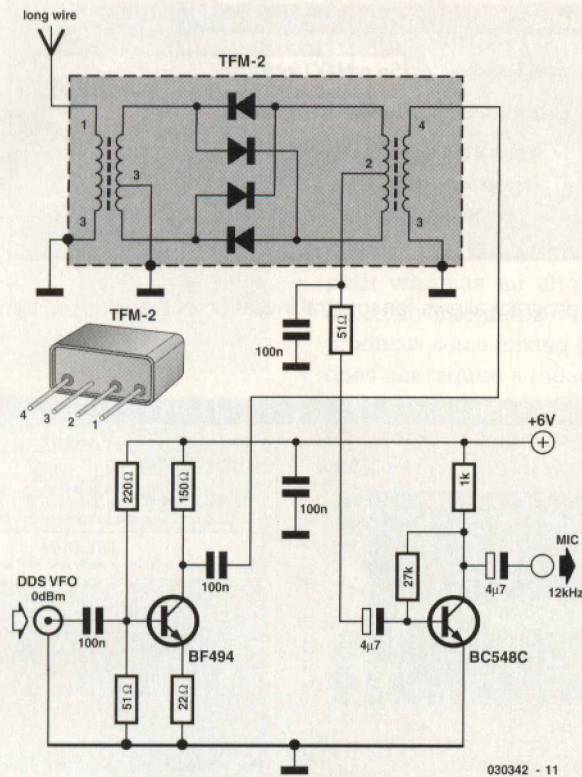 long wire
TFM-2
1
3
3
2
4
3
TFM-2
4
3
2
1
100n
51Ω
+6V
220Ω
150Ω
100n
1k
MIC
12kHz
DDS VFO
0dBm
100n
100n
27k
4µ7
4µ7
BF494
BC548C
51Ω
22Ω
030342 - 11